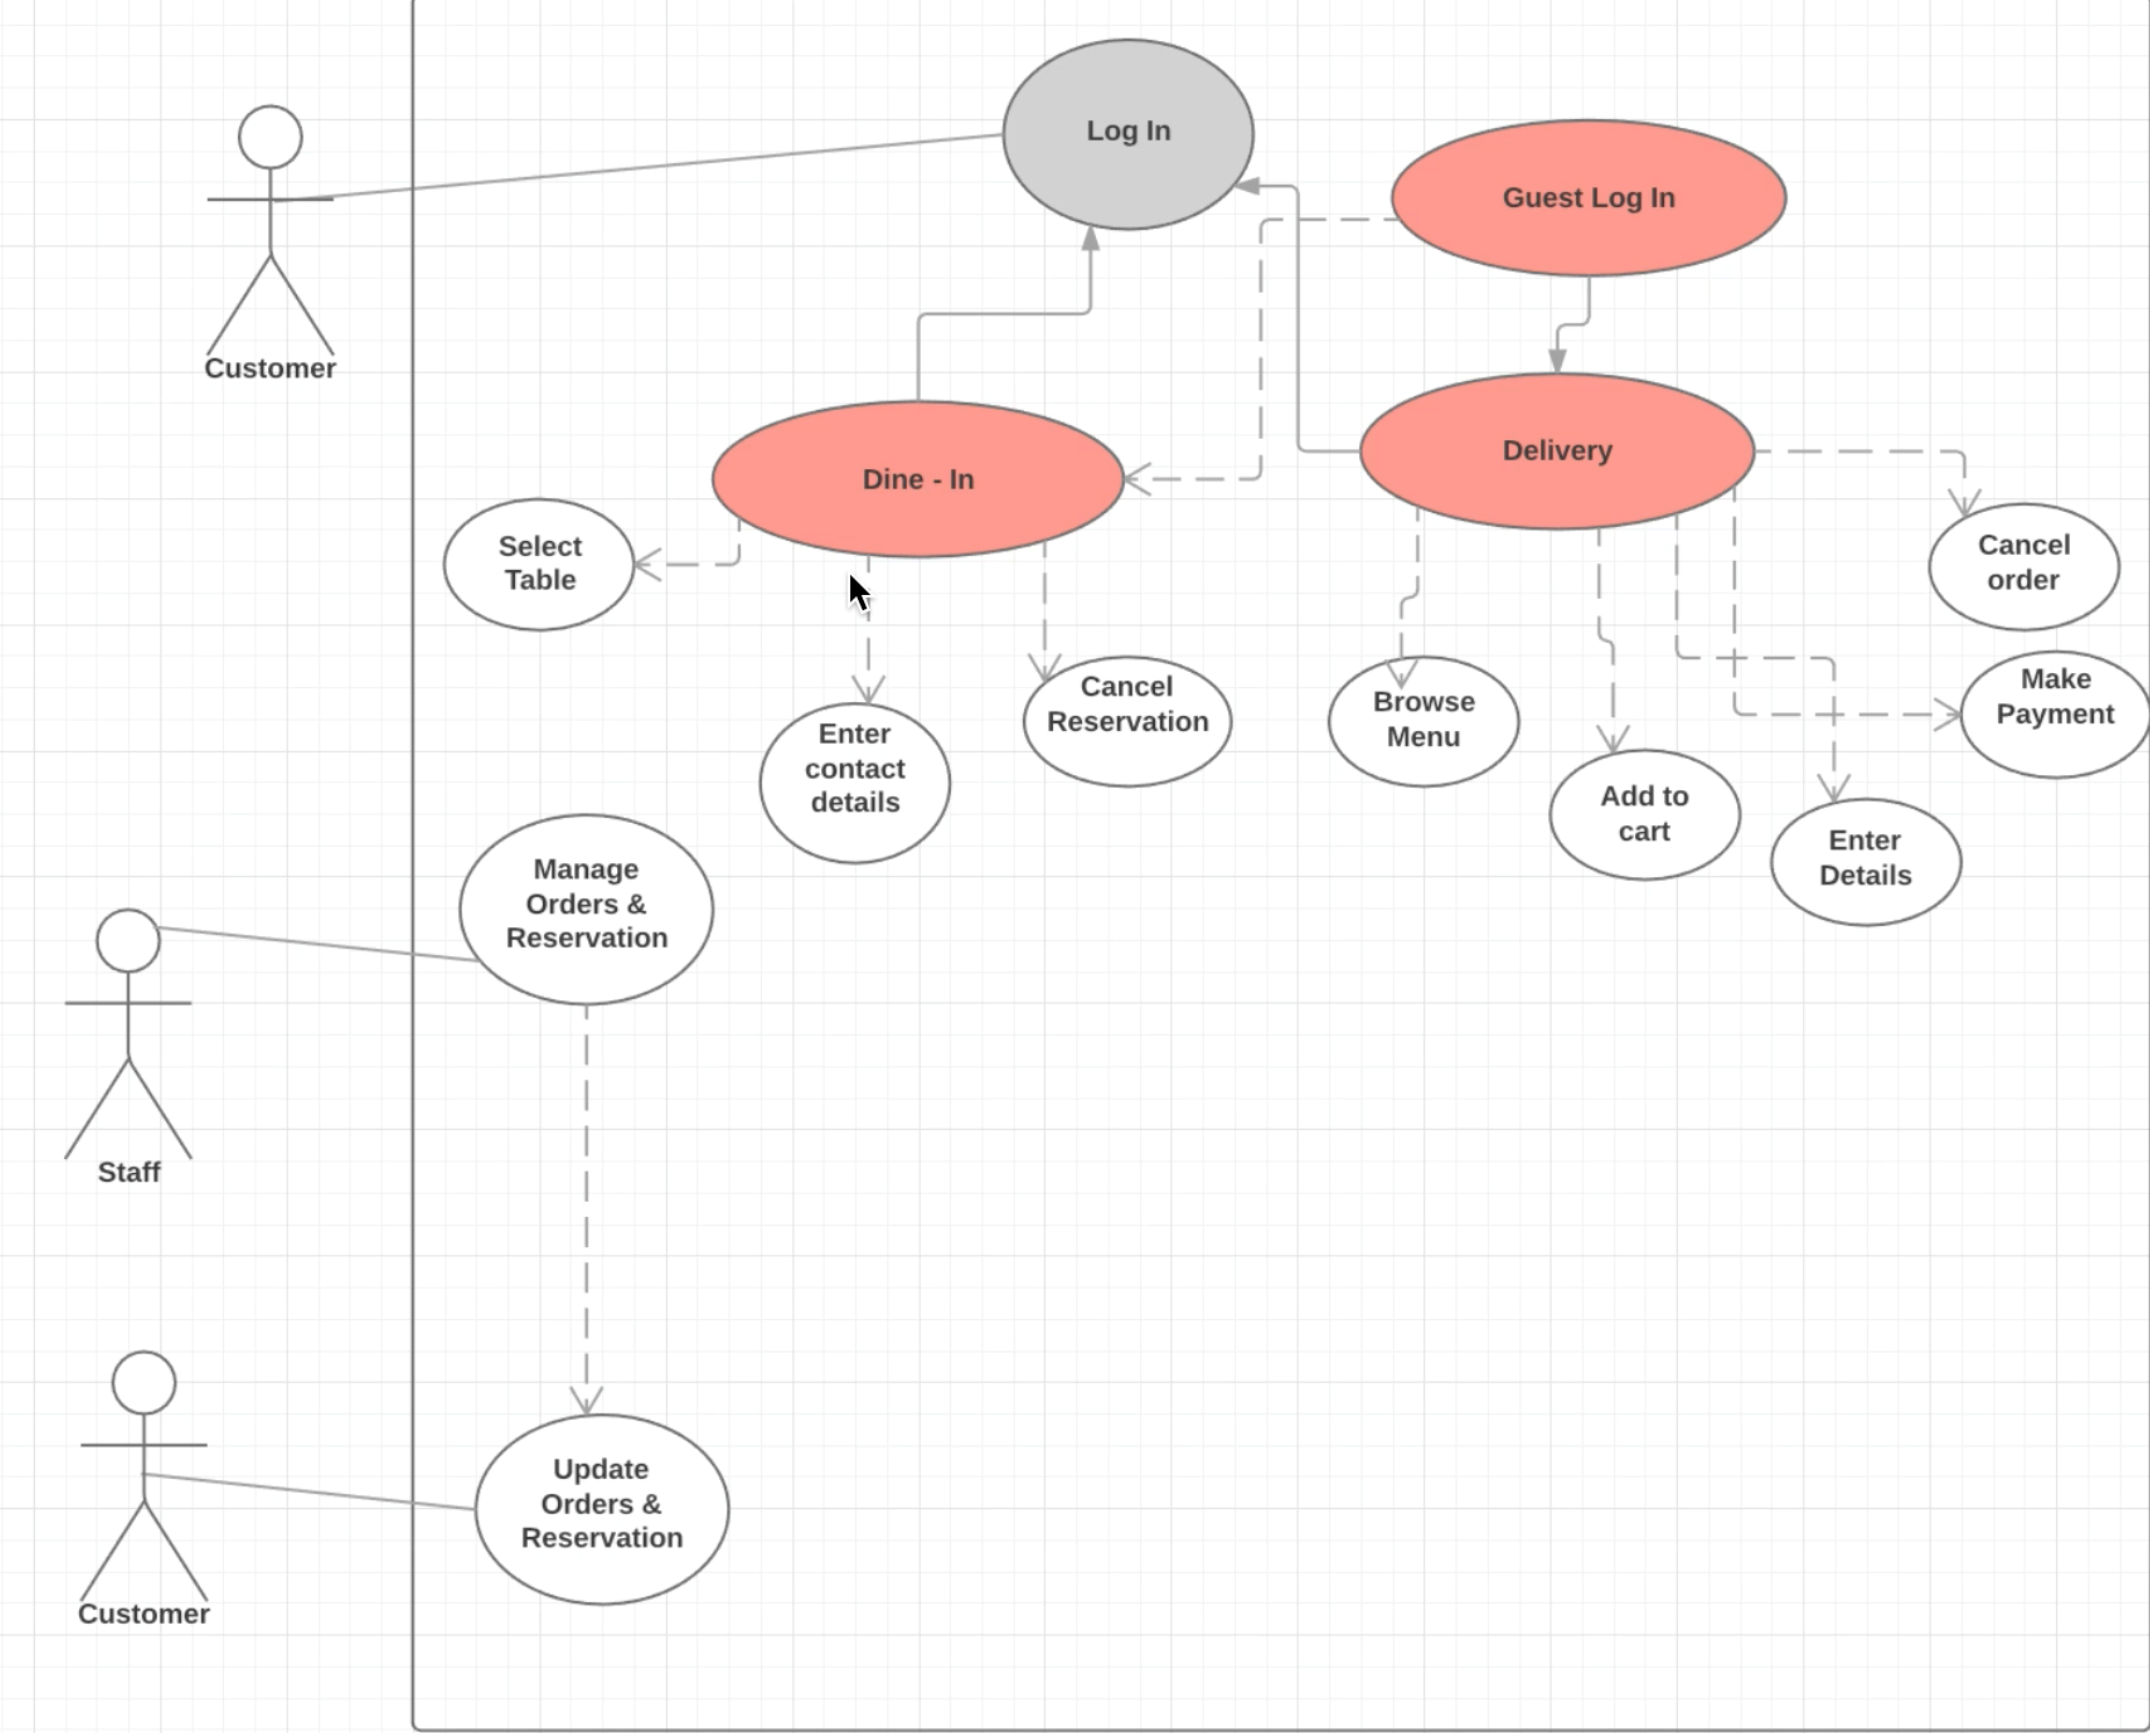 Log In
Guest Log In
Customer
Dine - In
Delivery
Select
Table
Cancel
order
Enter
contact
details
Cancel
Reservation
Browse
Menu
Make
Payment
Add to
cart
Enter
Details
Manage
Orders &
Reservation
Staff
Update
Orders &
Reservation
Customer